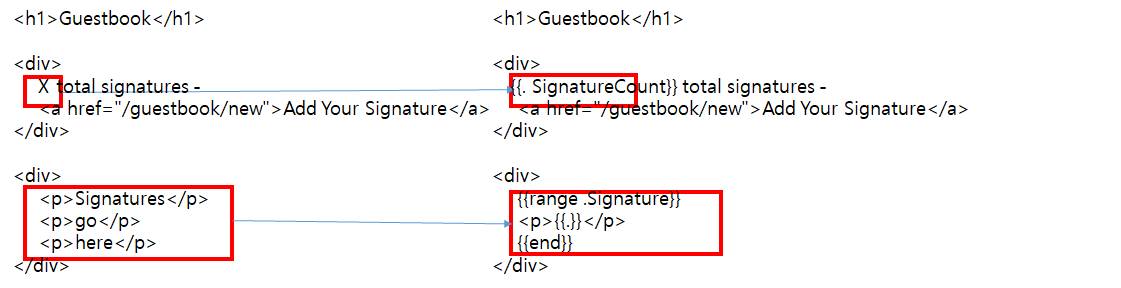 <h1>Guestbook</h1>
<div>
X total signatures -
<a href="/guestbook/new">Add Your Signature</a>
</div>
<div>
<p>Signatures</p>
<p>go</p>
<p>here</p>
</div>
<h1>Guestbook</h1>
<div>
{{. SignatureCount}} total signatures -
<a href="/guestbook/new">Add Your Signature</a>
</div>
<div>
{{range .Signature}}
<p>{{.}}</p>
{{end}}
</div>